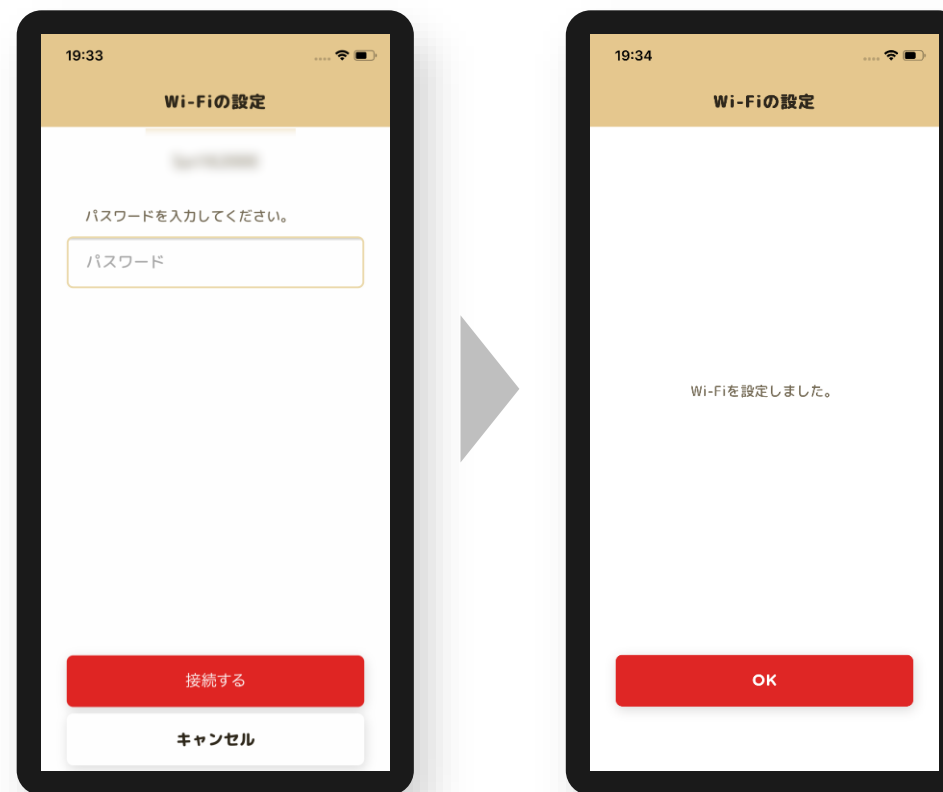 19:33
Wi-Fiの設定
パスワードを入力してください。
パスワード
接続する
キャンセル
19:34
Wi-Fiの設定
Wi-Fiを設定しました。
OK